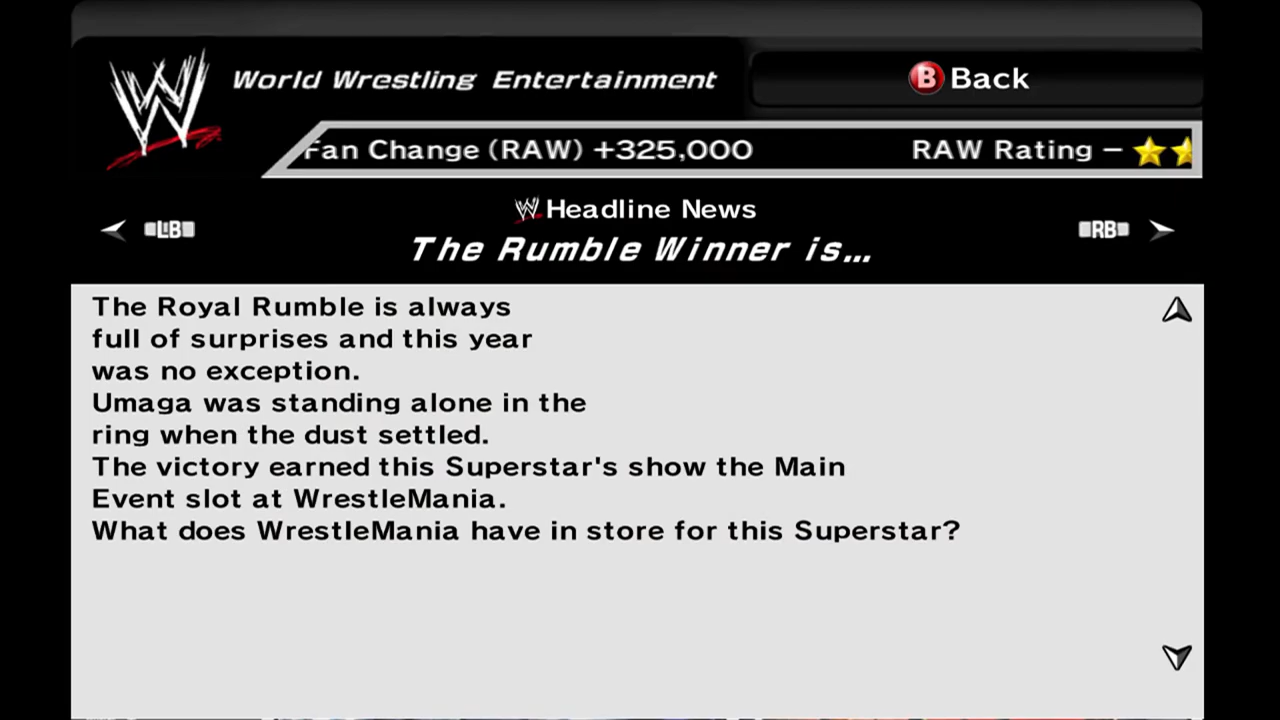 World Wrestling Entertainment
B Back
Fan Change (RAW) +325,000 RAW Rating –
LB
W Headline News
RB
The Rumble Winner is...
The Royal Rumble is always
full of surprises and this year
was no exception.
Umaga was standing alone in the
ring when the dust settled.
The victory earned this Superstar's show the Main
Event slot at WrestleMania.
What does WrestleMania have in store for this Superstar?